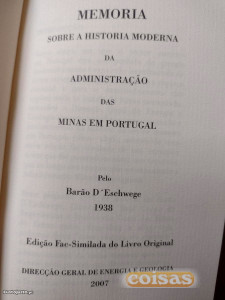 MEMORIA
SOBRE A HISTORIA MODERNA
DA
ADMINISTRAÇÃO
DAS
MINAS EM PORTUGAL
Pelo
Barão D´Eschwege
1938
Edição Fac-Similada do Livro Original
DIRECÇÃO GERAL DE ENERGIA E GEOLOGIA
2007
coisas